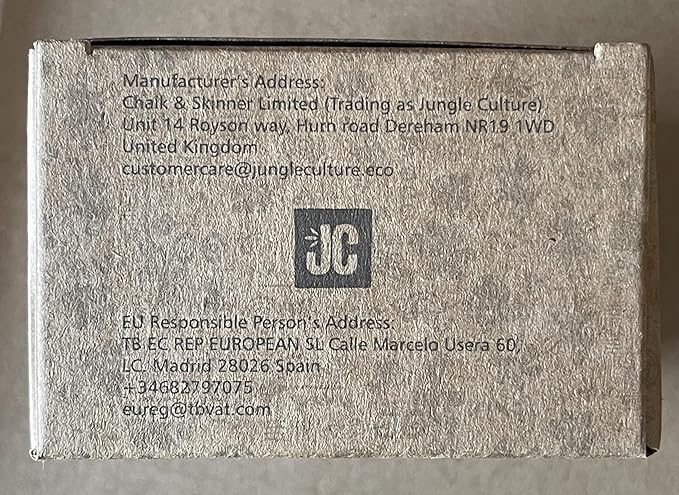 Manufacturer's Address:
Chalk & Skinner Limited (Trading as Jungle Culture)
Unit 14 Royson way, Hurn road Dereham NR19 1WD
United Kingdom
customercare@jungleculture.eco
JC
EU Responsible Person's Address:
TB EC REP EUROPEAN SL Calle Marcelo Usera 60,
LC. Madrid 28026 Spain
+34682797075
eureg@tbvat.com